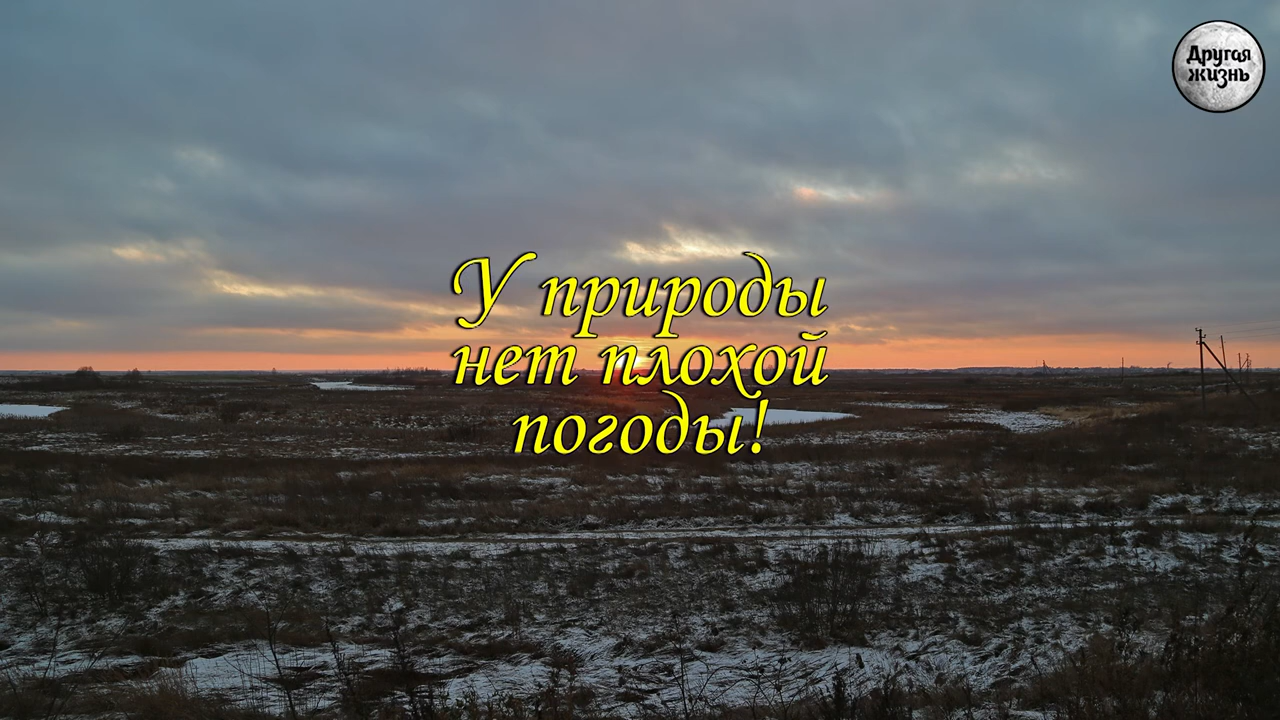 Другая
жизнь
У природы
нет плохой
погоды!